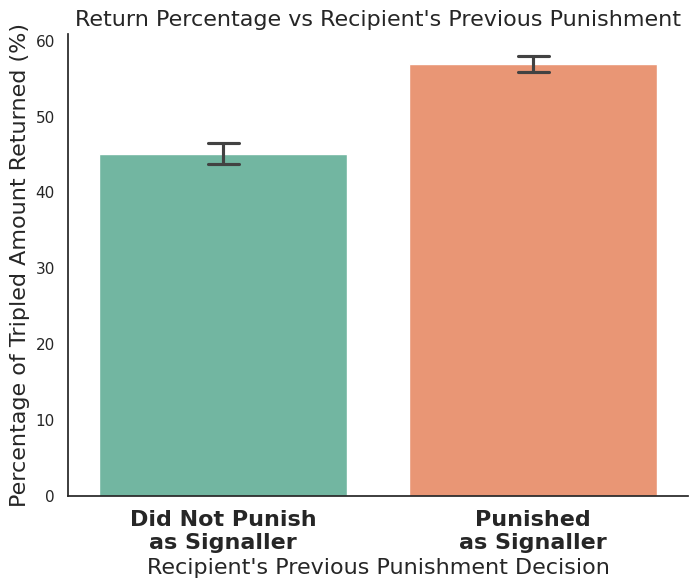 Return Percentage vs Recipient's Previous Punishment
Percentage of Tripled Amount Returned (%)
60
50
40
30
20
10
0
Did Not Punish
as Signaller
Punished
as Signaller
Recipient's Previous Punishment Decision